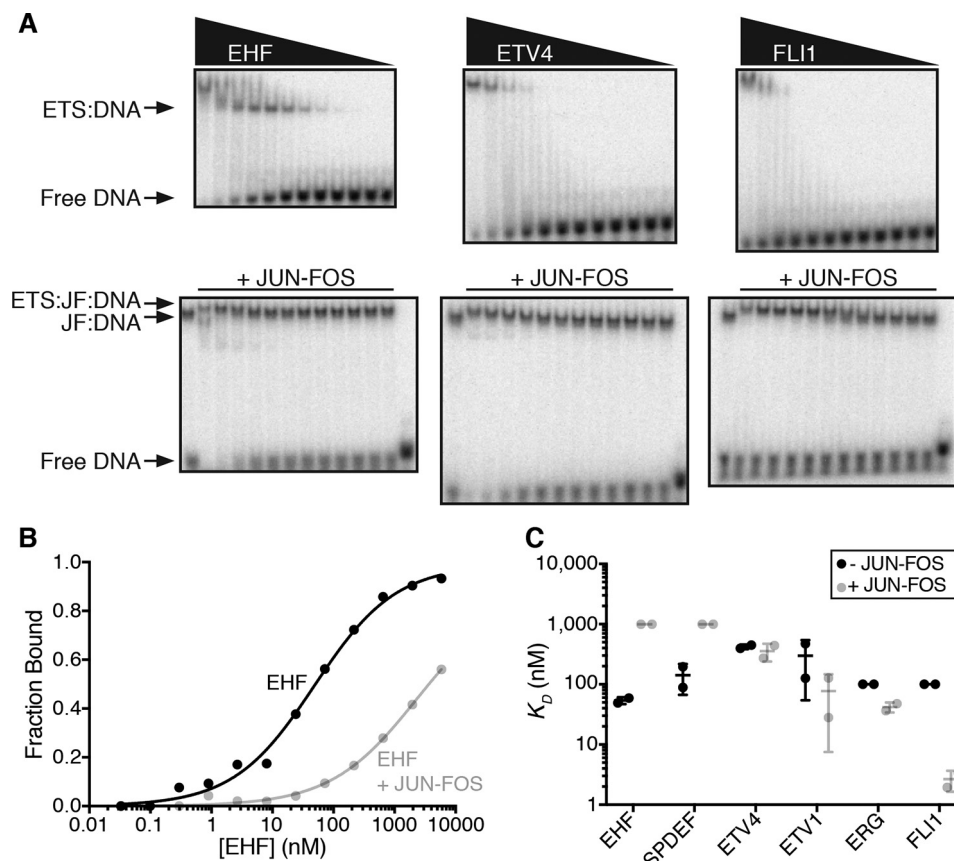 A
EHF
ETV4
FLI1
ETS:DNA
Free DNA
+ JUN-FOS
+ JUN-FOS
+ JUN-FOS
ETS:JF:DNA
JF:DNA
Free DNA
B
Fraction Bound
1.0
0.8
0.6
0.4
0.2
0.0
EHF
EHF
+ JUN-FOS
0.01
0.1
1
10
100
1000
10000
[EHF] (nM)
C
- JUN-FOS
+ JUN-FOS
K_D (nM)
10,000
1,000
100
10
1
EHF
SPDEF
ETV4
ETV1
ERG
FLI1